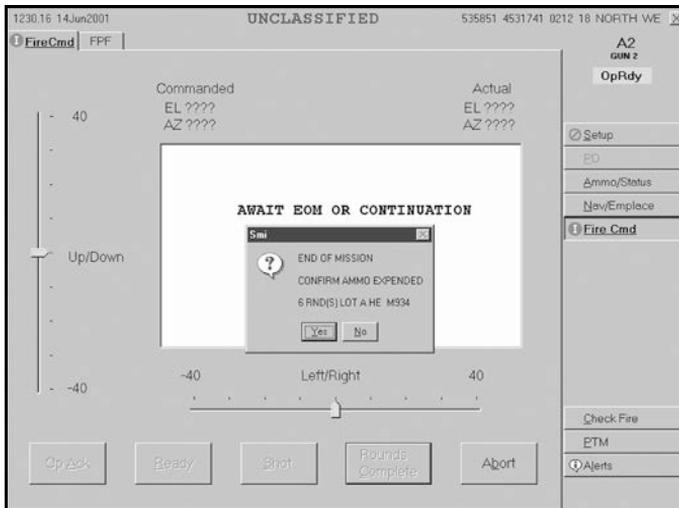 1230.16 14Jun2001 UNCLASSIFIED 535851 4531741 0212 18 NORTH WE X
FireCmd FPF
A2
GUN 2
OpRdy
Commanded Actual
EL ???? EL ????
AZ ???? AZ ????
40
Up/Down
-40
AWAIT EOM OR CONTINUATION
Smi
END OF MISSION
CONFIRM AMMO EXPENDED
6 RND(S) LOT A HE M934
Yes No
-40 Left/Right 40
Op Ack Ready Shot Rounds Complete Abort
Setup
PD
Ammo/Status
Nav/Emplace
Fire Cmd
Check Fire
PTM
Alerts